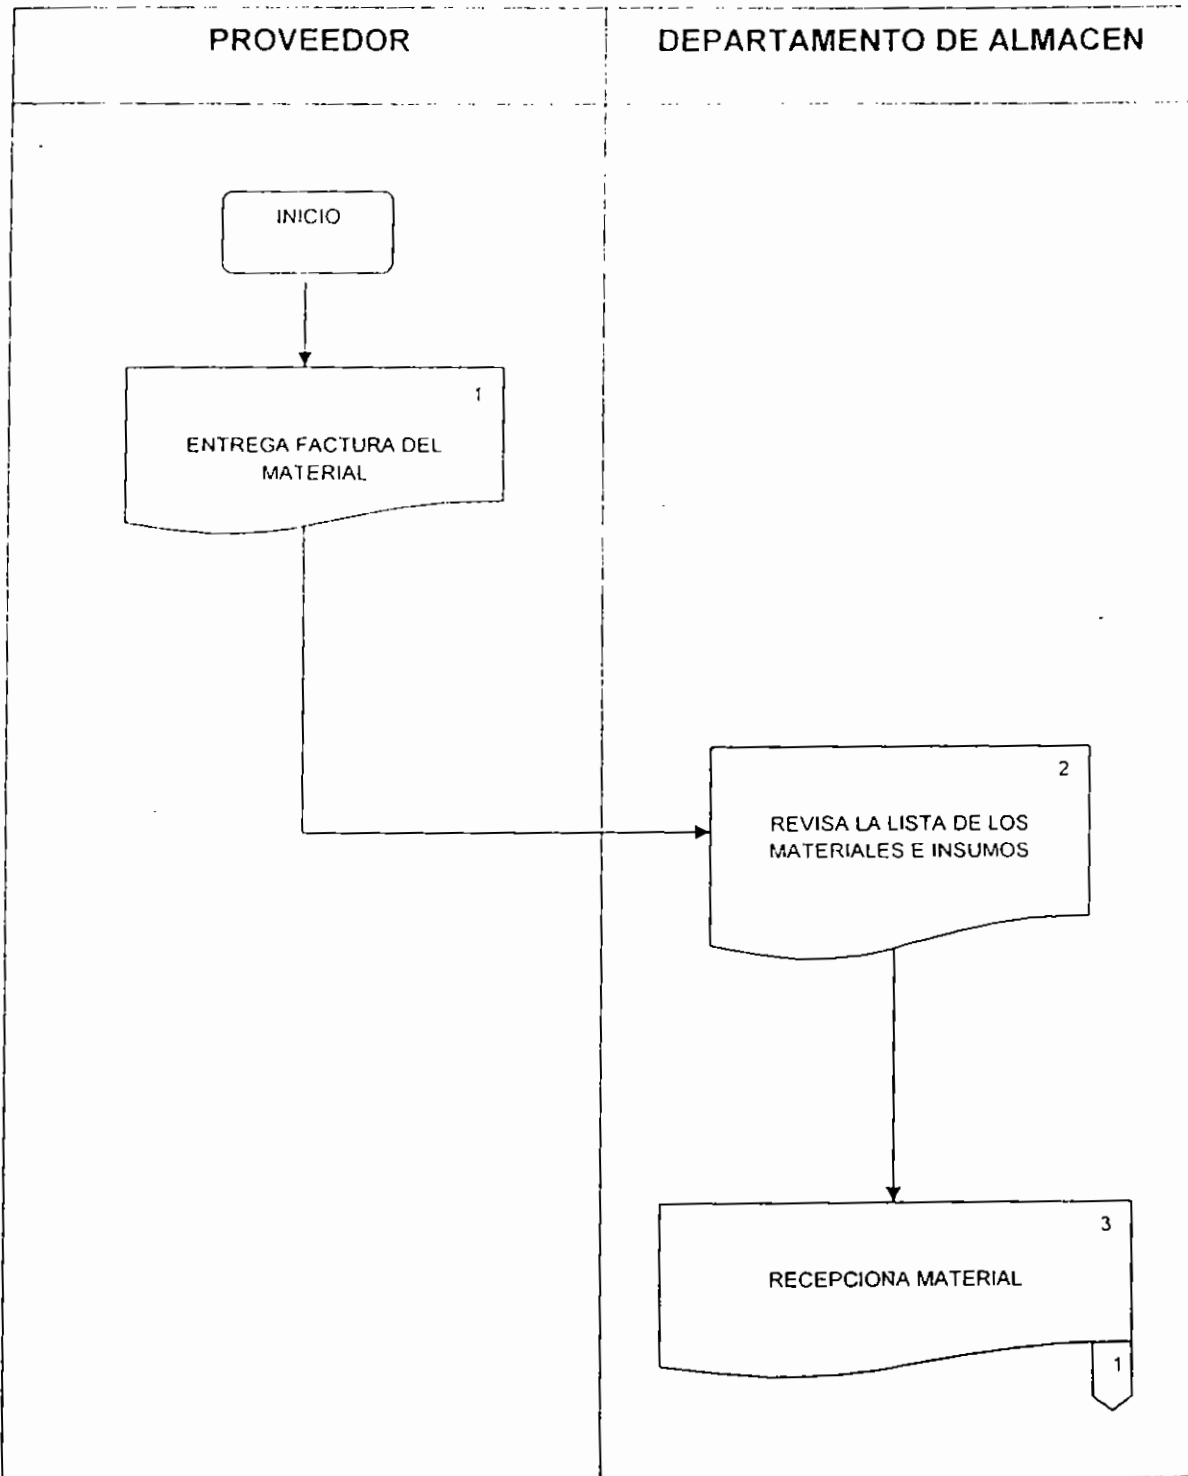 PROVEEDOR
DEPARTAMENTO DE ALMACEN
INICIO
1
ENTREGA FACTURA DEL
MATERIAL
2
REVISA LA LISTA DE LOS
MATERIALES E INSUMOS
3
RECEPCIONA MATERIAL
1